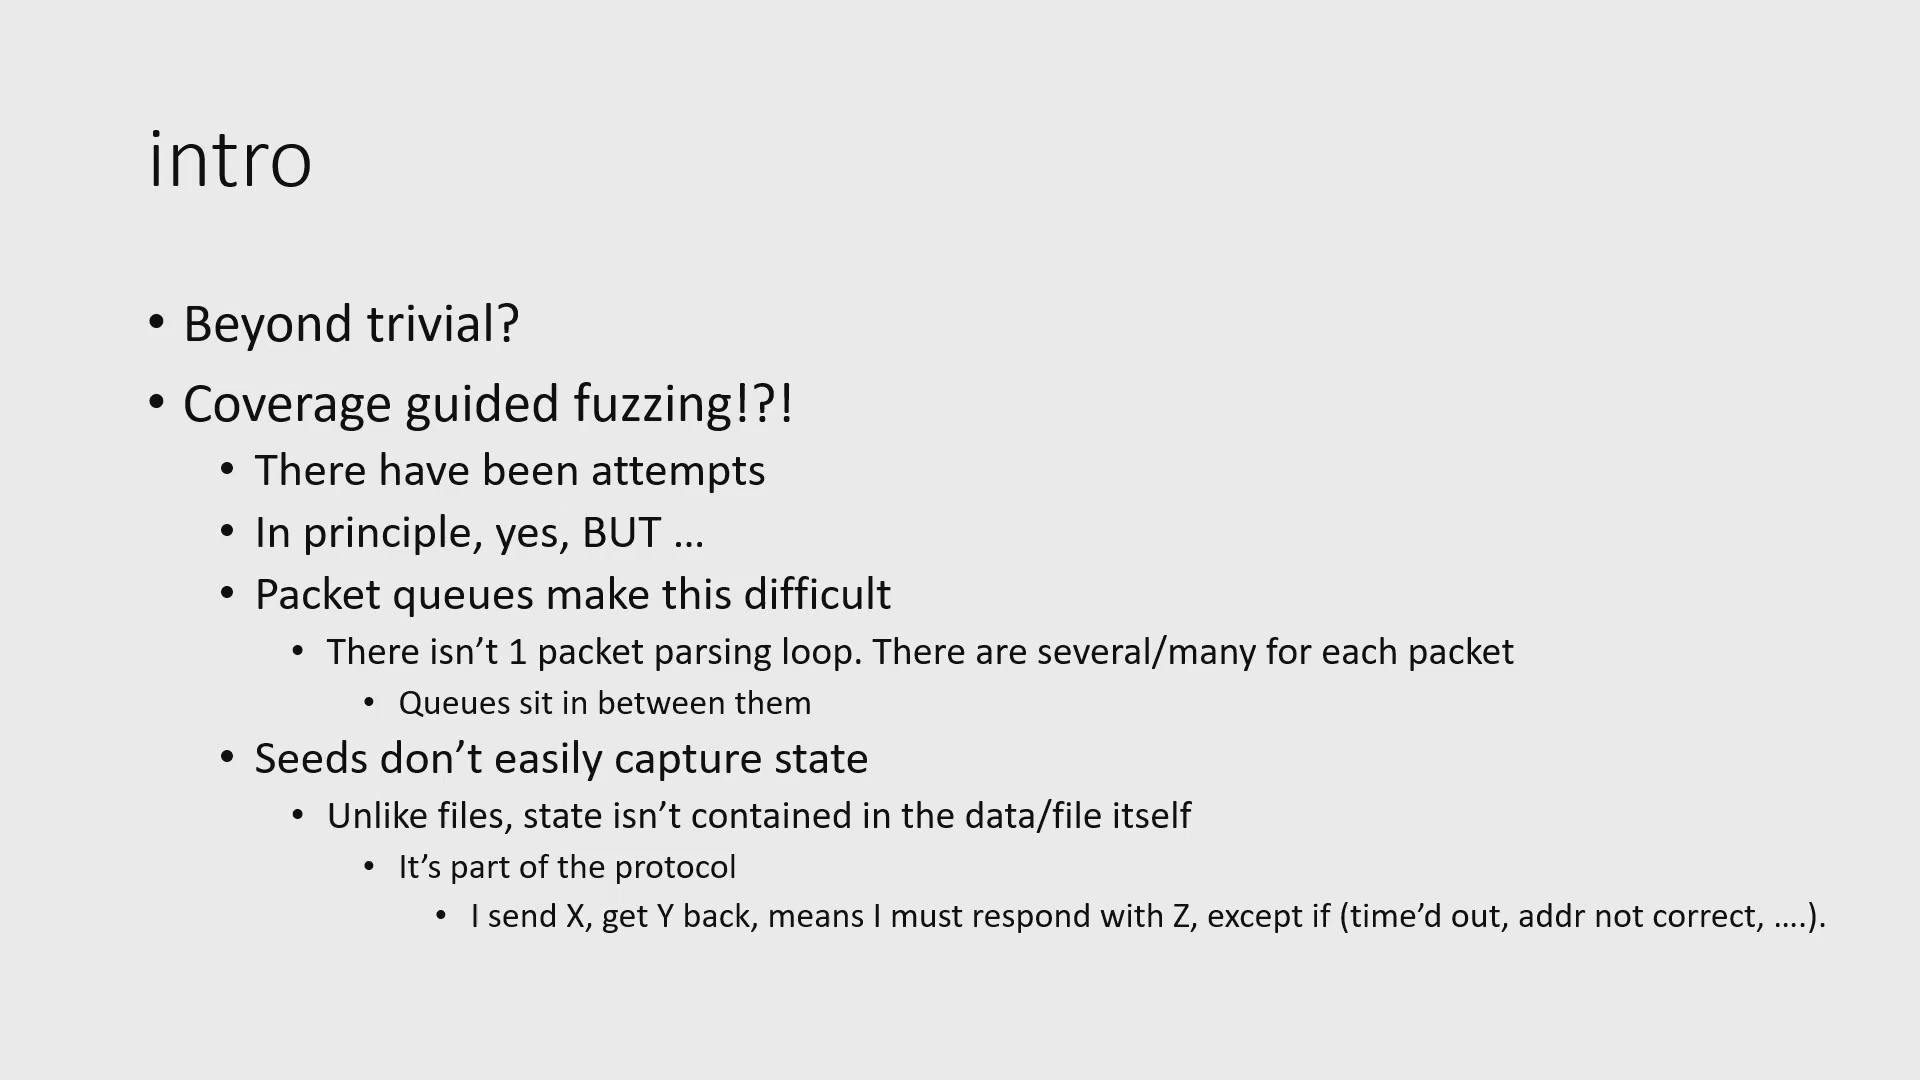 intro
• Beyond trivial?
• Coverage guided fuzzing!?!
• There have been attempts
• In principle, yes, BUT …
• Packet queues make this difficult
• There isn’t 1 packet parsing loop. There are several/many for each packet
• Queues sit in between them
• Seeds don’t easily capture state
• Unlike files, state isn’t contained in the data/file itself
• It’s part of the protocol
• I send X, get Y back, means I must respond with Z, except if (time’d out, addr not correct, ….).